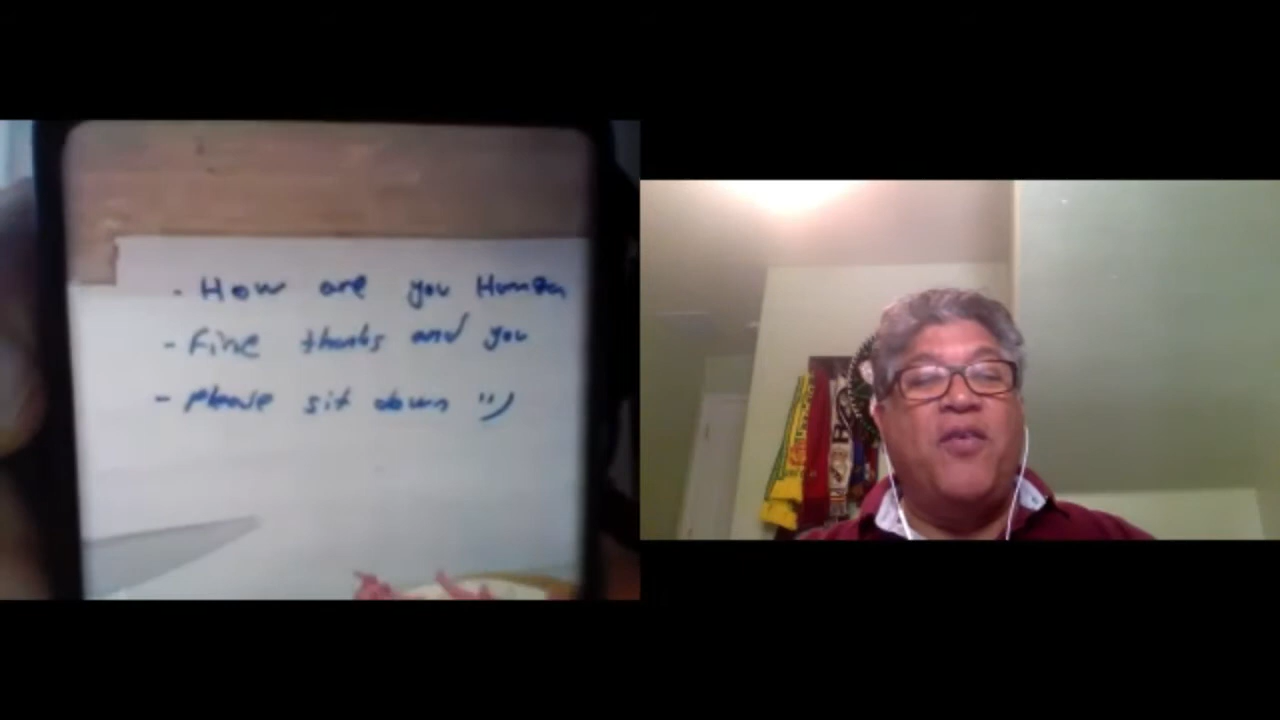 - How are you Human
- Fine thanks and you
- Please sit down